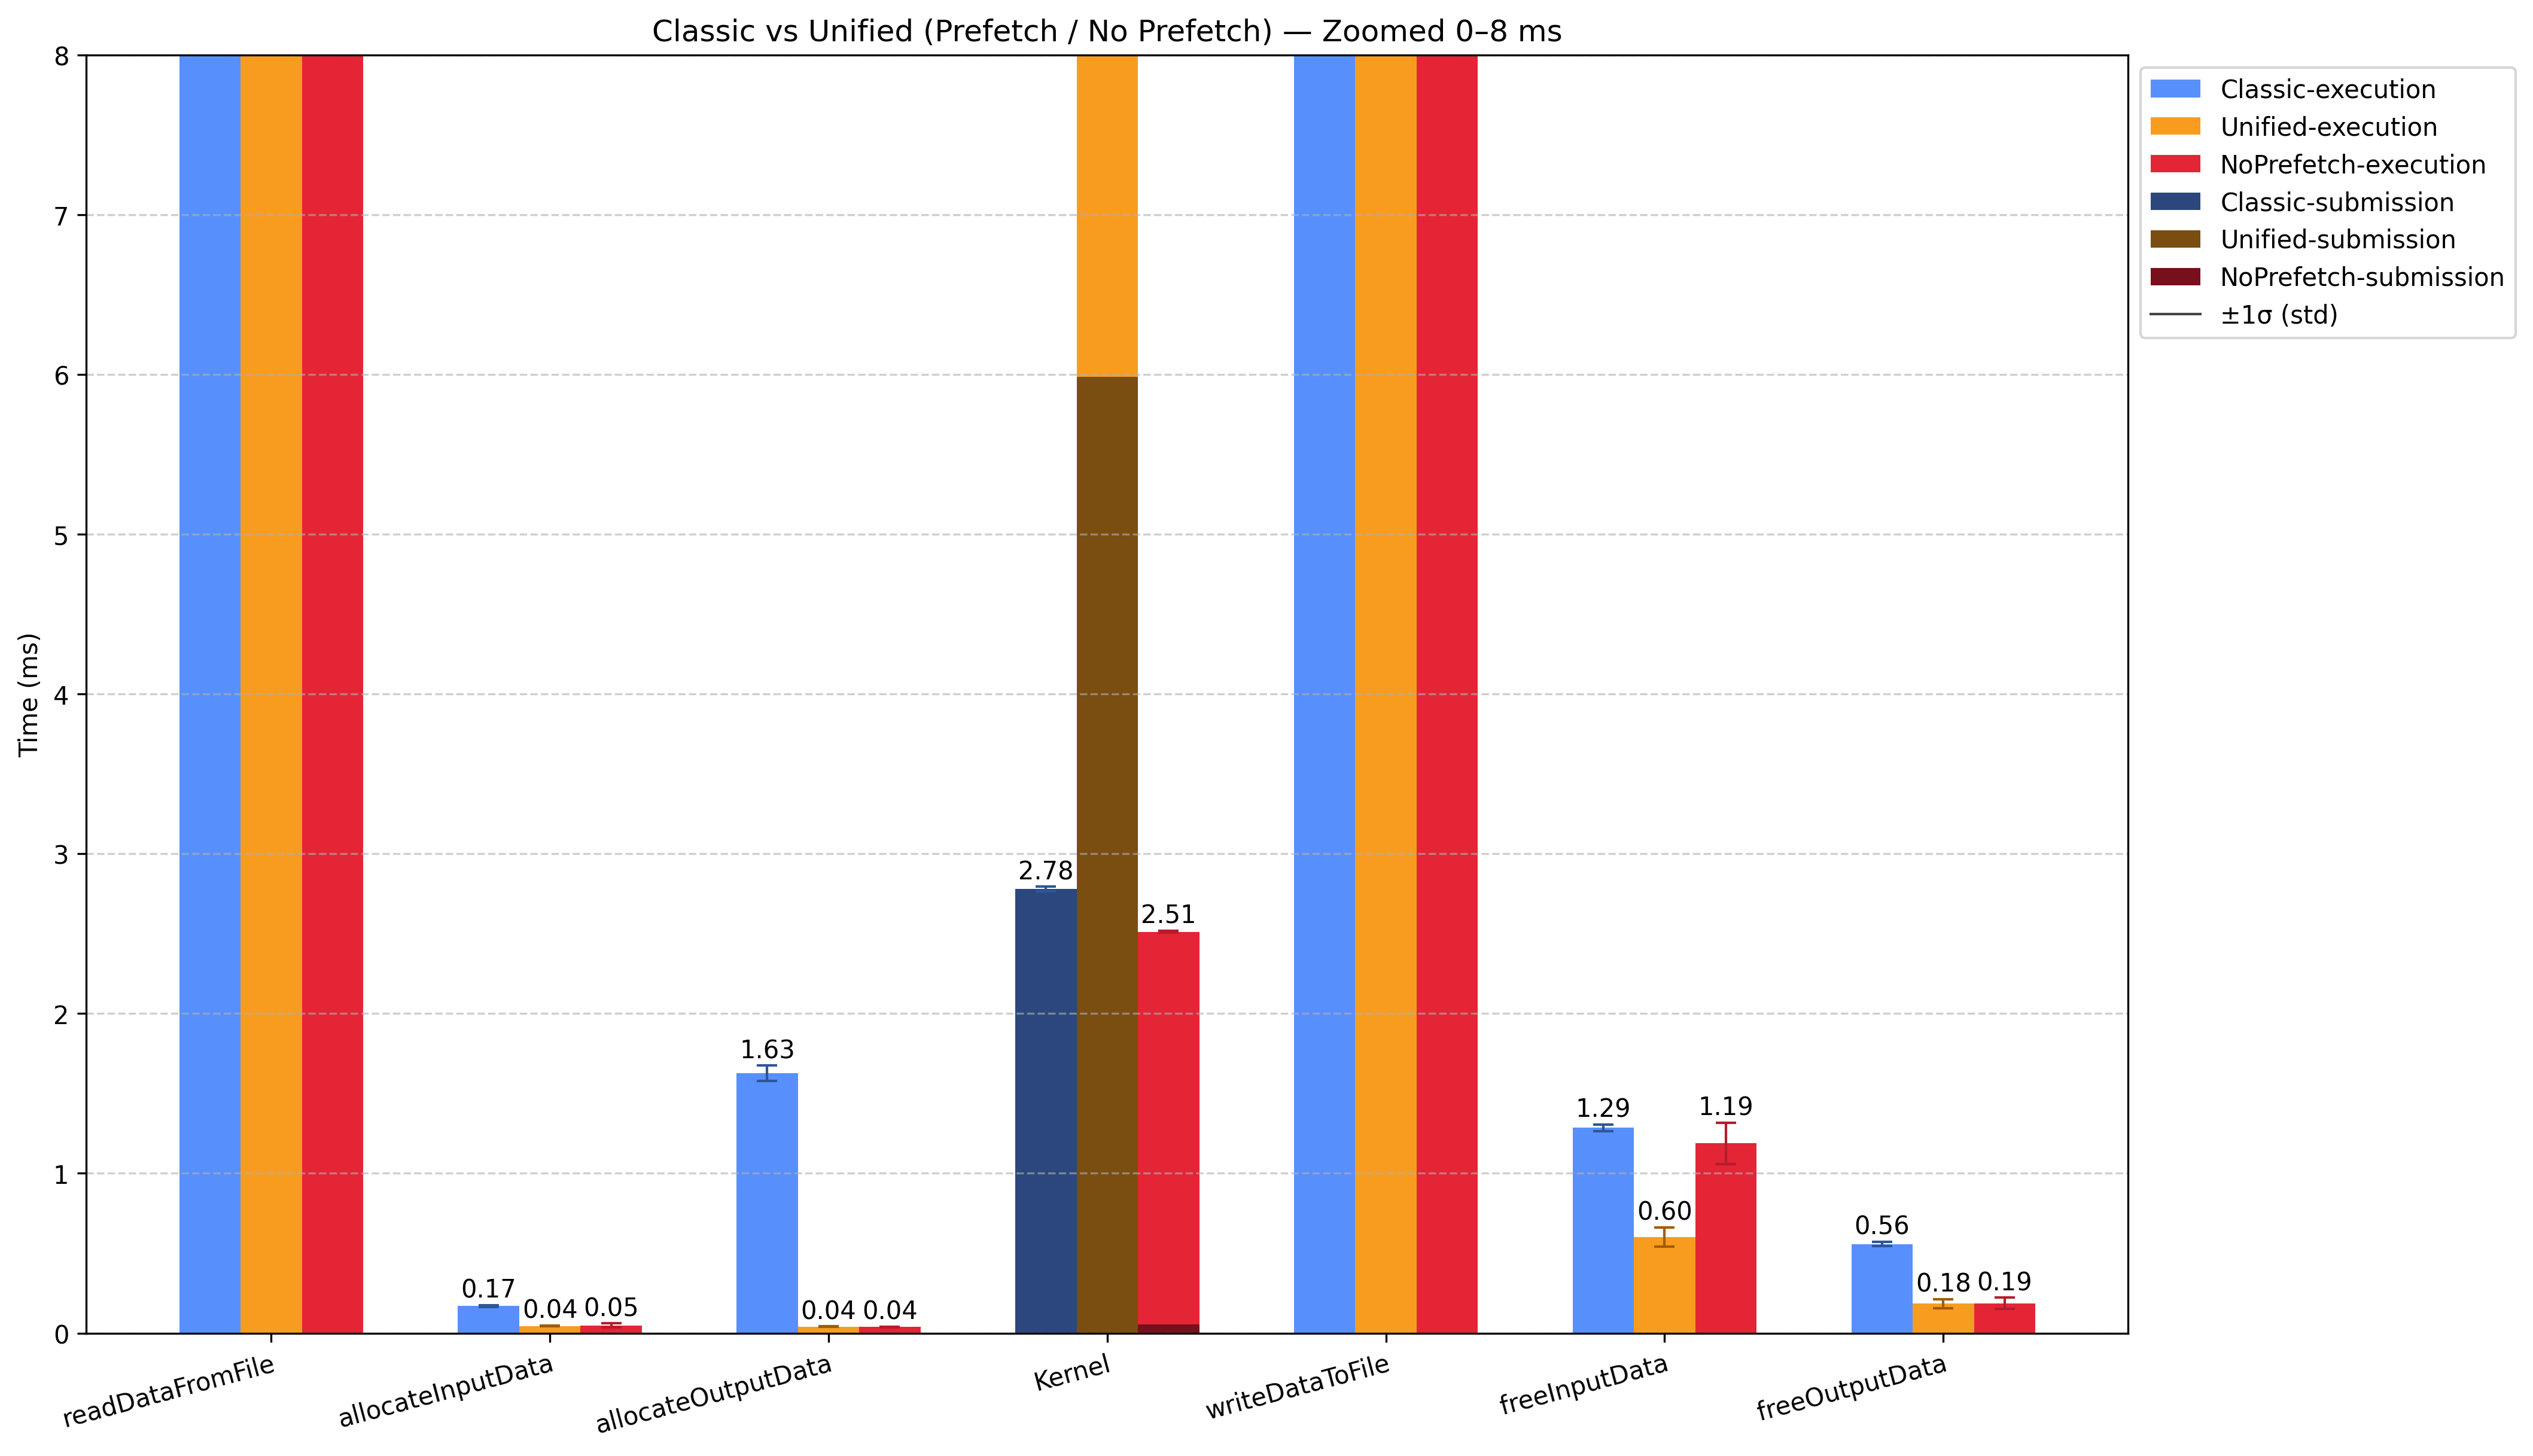 Classic vs Unified (Prefetch / No Prefetch) — Zoomed 0–8 ms
Time (ms)
8
7
6
5
4
3
2
1
0
0.17
0.04
0.05
1.63
0.04
0.04
2.78
2.51
1.29
0.60
1.19
0.56
0.18
0.19
readDataFromFile
allocateInputData
allocateOutputData
Kernel
writeDataToFile
freeInputData
freeOutputData
Classic-execution
Unified-execution
NoPrefetch-execution
Classic-submission
Unified-submission
NoPrefetch-submission
±1σ (std)